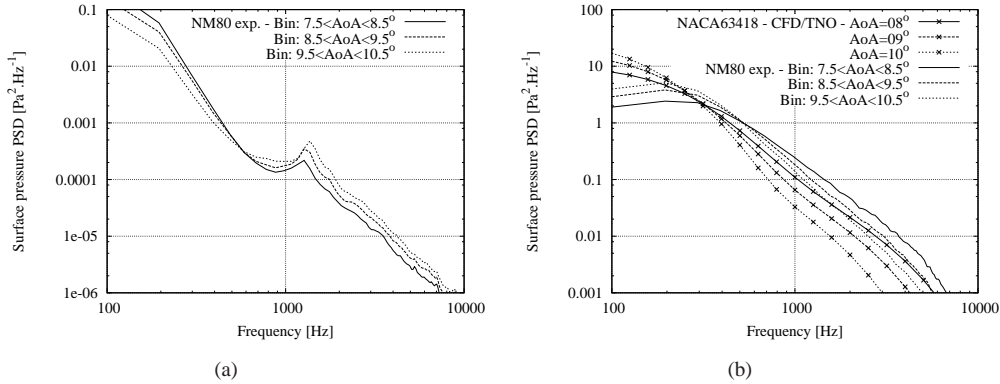 NM80 exp. - Bin: 7.5<AoA<8.5°
Bin: 8.5<AoA<9.5°
Bin: 9.5<AoA<10.5°
0.1
0.01
0.001
0.0001
1e-05
1e-06
100
1000
10000
Surface pressure PSD [Pa².Hz⁻¹]
Frequency [Hz]
(a)
NACA63418 - CFD/TNO - AoA=08°
AoA=09°
AoA=10°
NM80 exp. - Bin: 7.5<AoA<8.5°
Bin: 8.5<AoA<9.5°
Bin: 9.5<AoA<10.5°
100
10
1
0.1
0.01
0.001
100
1000
10000
Surface pressure PSD [Pa².Hz⁻¹]
Frequency [Hz]
(b)